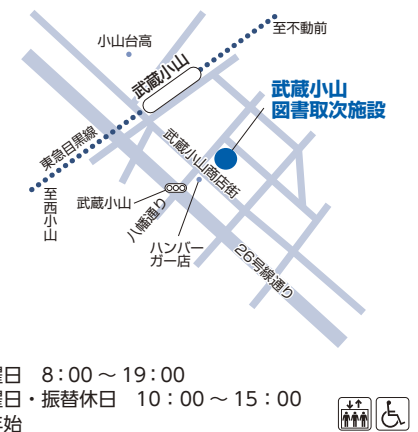 至不動前
小山台高
武蔵小山
武蔵小山
図書取次施設
東急目黒線
武蔵小山商店街
至西小山
武蔵小山
八幡通り
ハンバー
ガー店
26号線通り
曜日　8:00～19:00
曜日・振替休日　10：00～15：00
年始